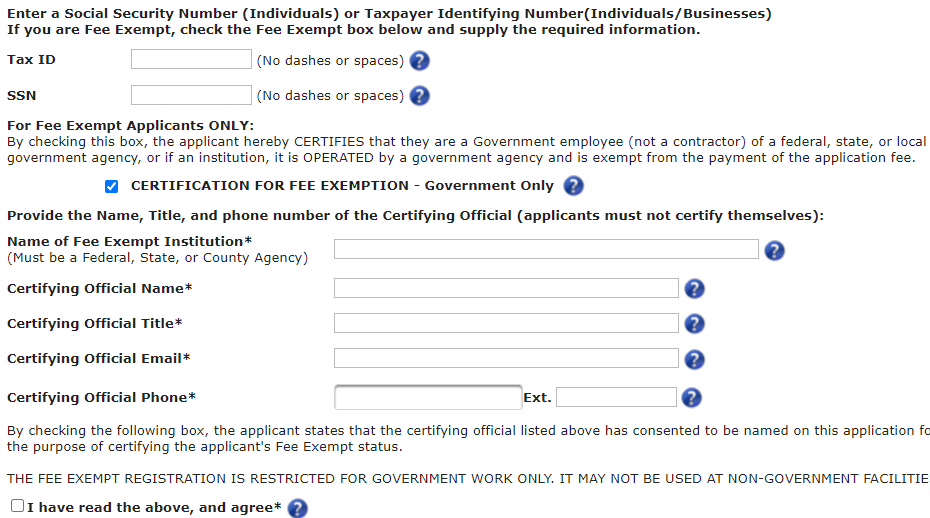 Enter a Social Security Number (Individuals) or Taxpayer Identifying Number(Individuals/Businesses)
If you are Fee Exempt, check the Fee Exempt box below and supply the required information.
Tax ID (No dashes or spaces) ?
SSN (No dashes or spaces) ?
For Fee Exempt Applicants ONLY:
By checking this box, the applicant hereby CERTIFIES that they are a Government employee (not a contractor) of a federal, state, or local
government agency, or if an institution, it is OPERATED by a government agency and is exempt from the payment of the application fee.
CERTIFICATION FOR FEE EXEMPTION - Government Only ?
Provide the Name, Title, and phone number of the Certifying Official (applicants must not certify themselves):
Name of Fee Exempt Institution*
(Must be a Federal, State, or County Agency) ?
Certifying Official Name* ?
Certifying Official Title* ?
Certifying Official Email* ?
Certifying Official Phone* Ext. ?
By checking the following box, the applicant states that the certifying official listed above has consented to be named on this application fo
the purpose of certifying the applicant's Fee Exempt status.
THE FEE EXEMPT REGISTRATION IS RESTRICTED FOR GOVERNMENT WORK ONLY. IT MAY NOT BE USED AT NON-GOVERNMENT FACILITIE
I have read the above, and agree* ?